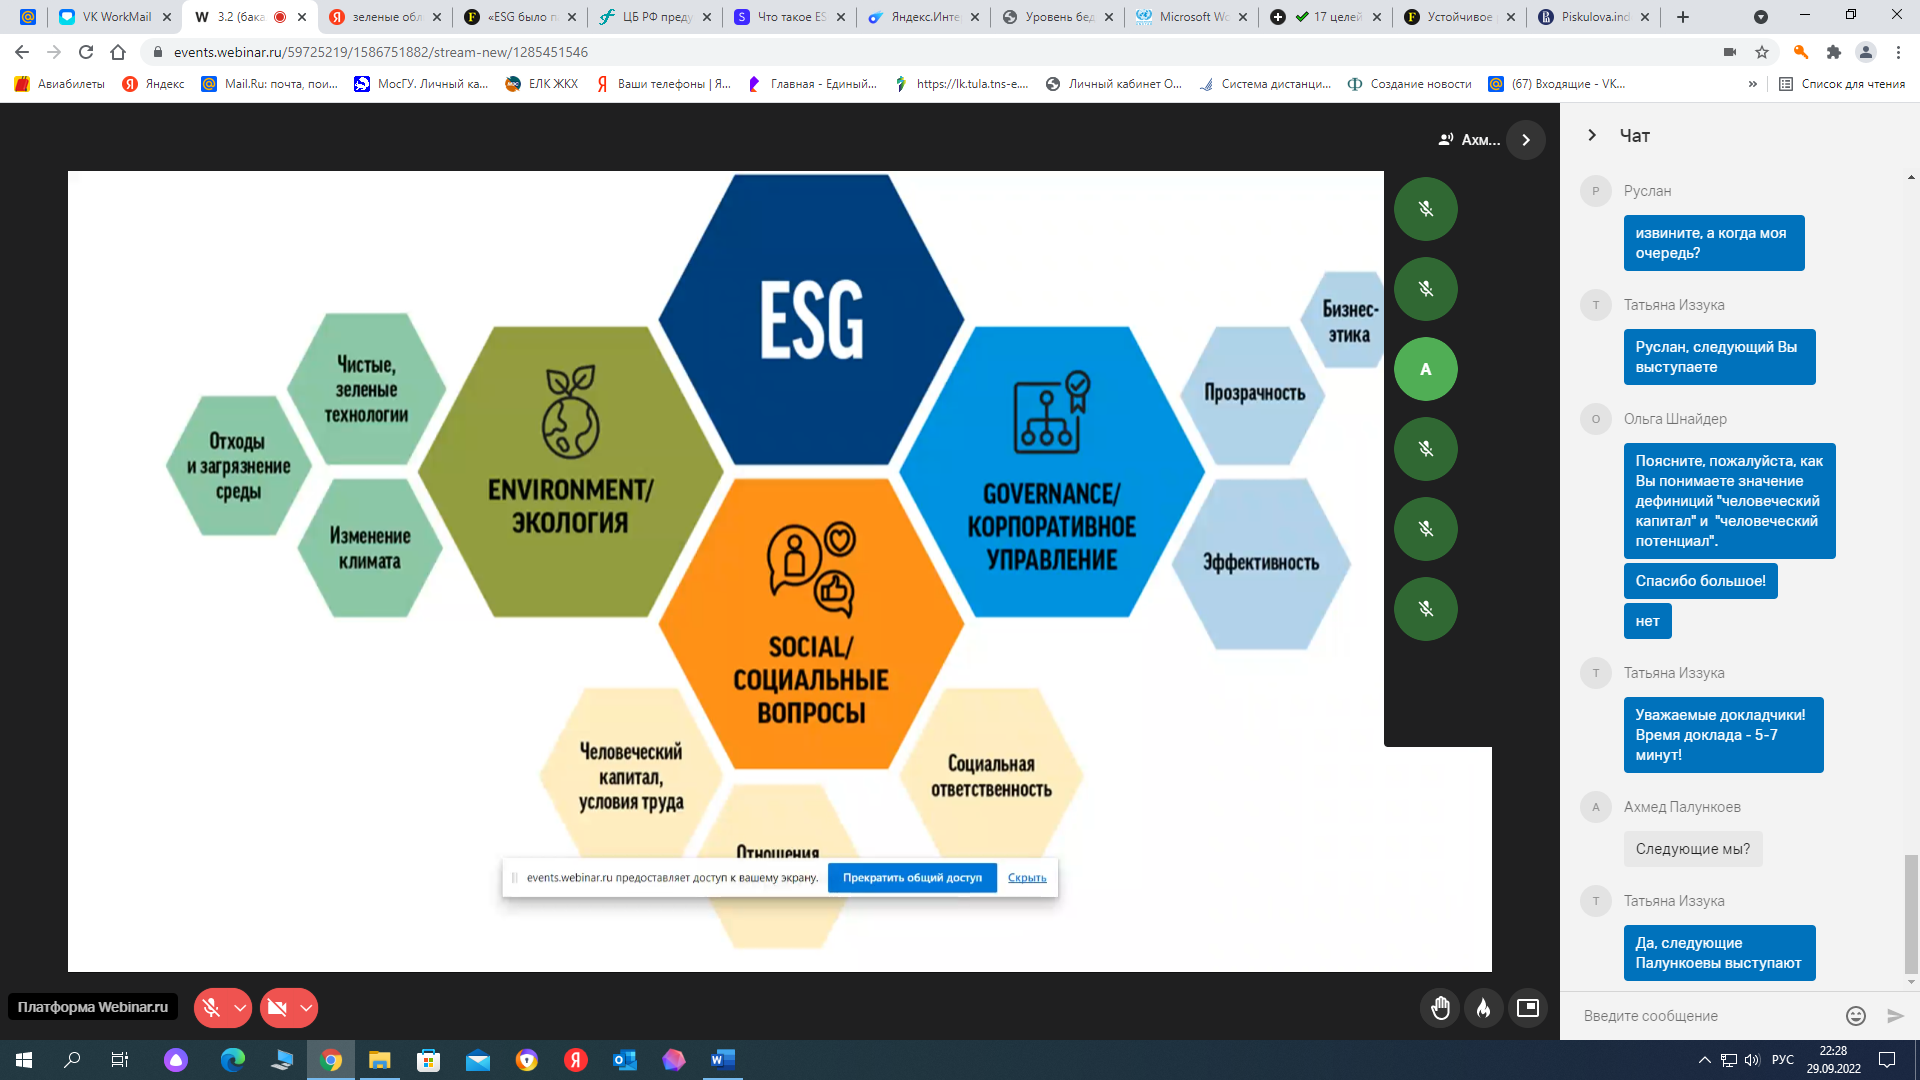 VK WorkMail
3.2 (бака
зеленые обл
«ESG было п
ЦБ РФ преду
Что такое ES
Яндекс.Интер
Уровень бед
Microsoft Wo
17 целей
Устойчивое
Piskulova.ind
events.webinar.ru/59725219/1586751882/stream-new/1285451546
Авиабилеты
Яндекс
Mail.Ru: почта, пои...
МосГУ. Личный ка...
ЕЛК ЖКХ
Ваши телефоны | Я...
Главная - Единый...
https://lk.tula.tns-e....
Личный кабинет О...
Система дистанци...
Создание новости
(67) Входящие - VK...
»
Список для чтения
Ахм...
ESG
Чистые,
зеленые
технологии
Отходы
и загрязнение
среды
Изменение
климата
ENVIRONMENT/
ЭКОЛОГИЯ
GOVERNANCE/
КОРПОРАТИВНОЕ
УПРАВЛЕНИЕ
Бизнес-
этика
Прозрачность
Эффективность
SOCIAL/
СОЦИАЛЬНЫЕ
ВОПРОСЫ
Человеческий
капитал,
условия труда
Социальная
ответственность
Отношения
events.webinar.ru предоставляет доступ к вашему экрану.
Прекратить общий доступ
Скрыть
A
Чат
Р
Руслан
извините, а когда моя
очередь?
Т
Татьяна Иззука
Руслан, следующий Вы
выступаете
О
Ольга Шнайдер
Поясните, пожалуйста, как
Вы понимаете значение
дефиниций "человеческий
капитал" и "человеческий
потенциал".
Спасибо большое!
нет
Т
Татьяна Иззука
Уважаемые докладчики!
Время доклада - 5-7
минут!
А
Ахмед Палункоев
Следующие мы?
Т
Татьяна Иззука
Да, следующие
Палункоевы выступают
Введите сообщение
Платформа Webinar.ru
РУС
22:28
29.09.2022